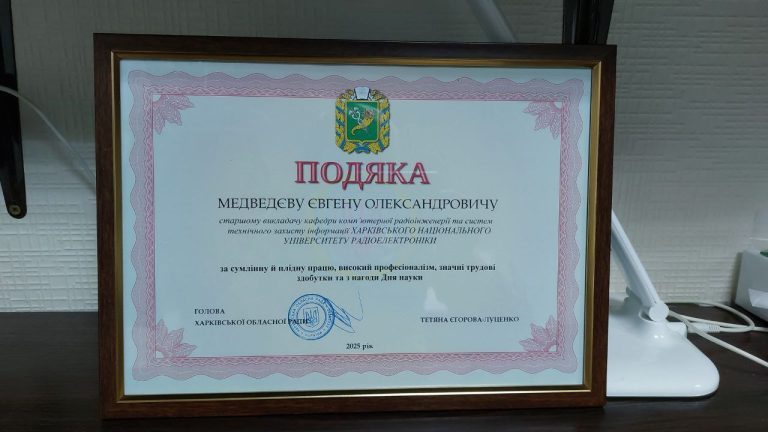 ПОДЯКА
МЕДВЕДЄВУ ЄВГЕНУ ОЛЕКСАНДРОВИЧУ
старшому викладачу кафедри комп'ютерної радіоінженерії та систем
технічного захисту інформації ХАРКІВСЬКОГО НАЦІОНАЛЬНОГО
УНІВЕРСИТЕТУ РАДІОЕЛЕКТРОНІКИ
за сумлінну й плідну працю, високий професіоналізм, значні трудові
здобутки та з нагоди Дня науки
ГОЛОВА
ХАРКІВСЬКОЇ ОБЛАСНОЇ РАДИ
ТЕТЯНА ЄГОРОВА-ЛУЦЕНКО
2025 рік